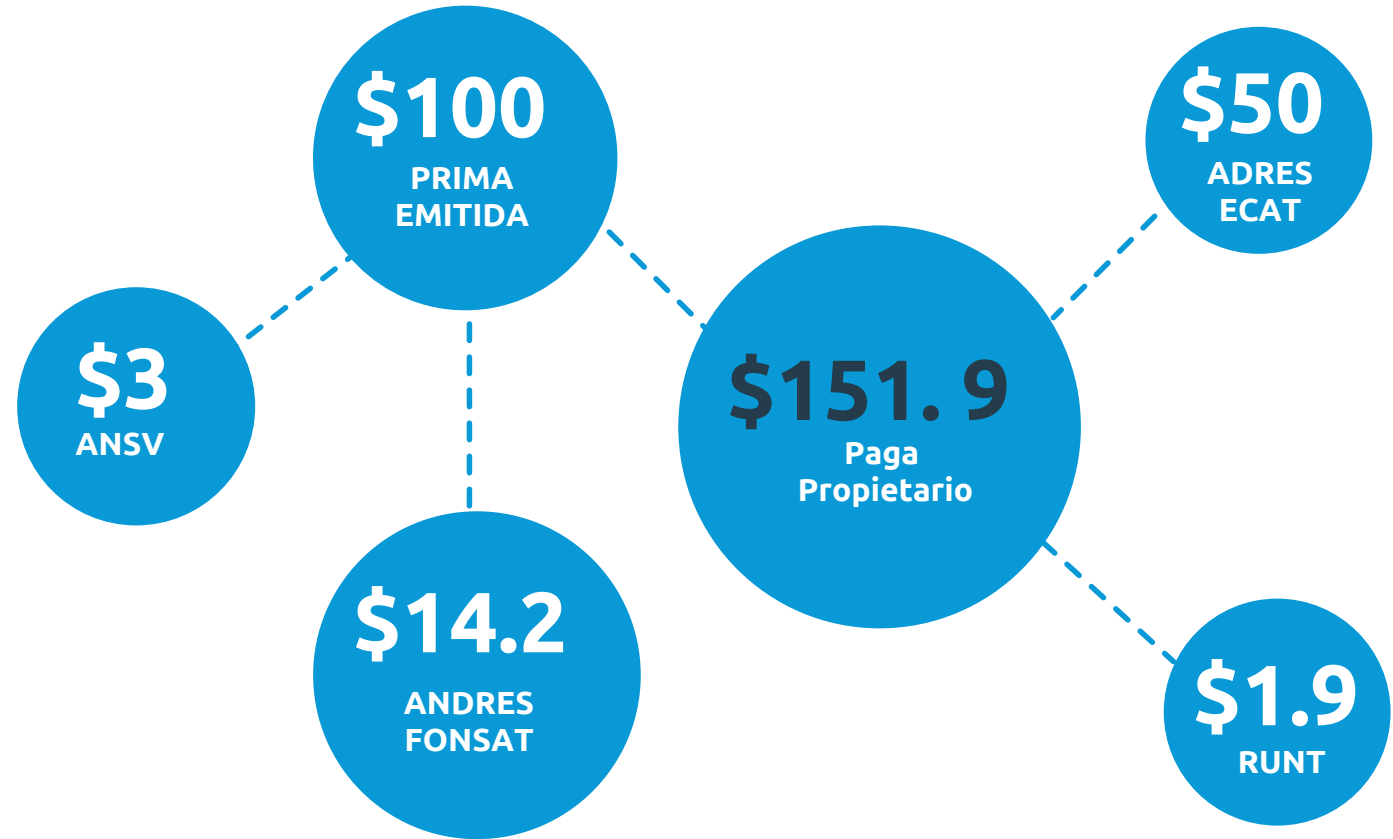 $100
PRIMA
EMITIDA
$50
ADRES
ECAT
$3
ANSV
$151. 9
Paga
Propietario
$14.2
ANDRES
FONSAT
$1.9
RUNT